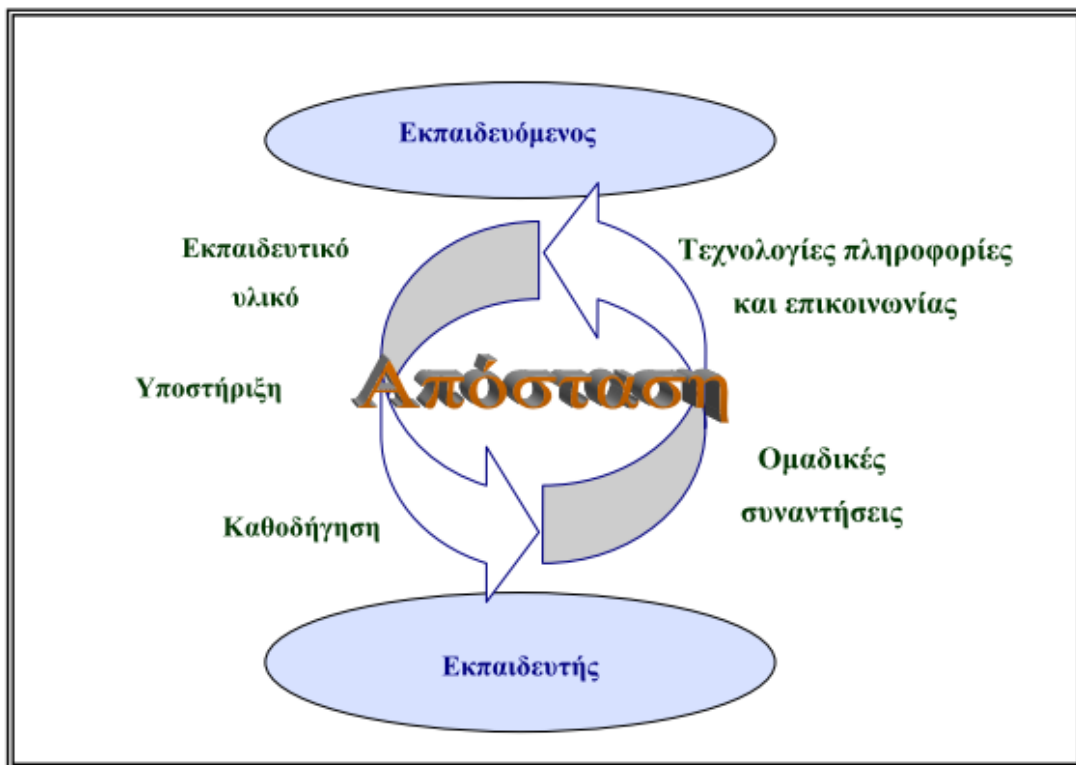 Εκπαιδευόμενος
Εκπαιδευτικό
υλικό
Τεχνολογίες πληροφορίες
και επικοινωνίας
Υποστήριξη
Απόσταση
Ομαδικές
συναντήσεις
Καθοδήγηση
Εκπαιδευτής